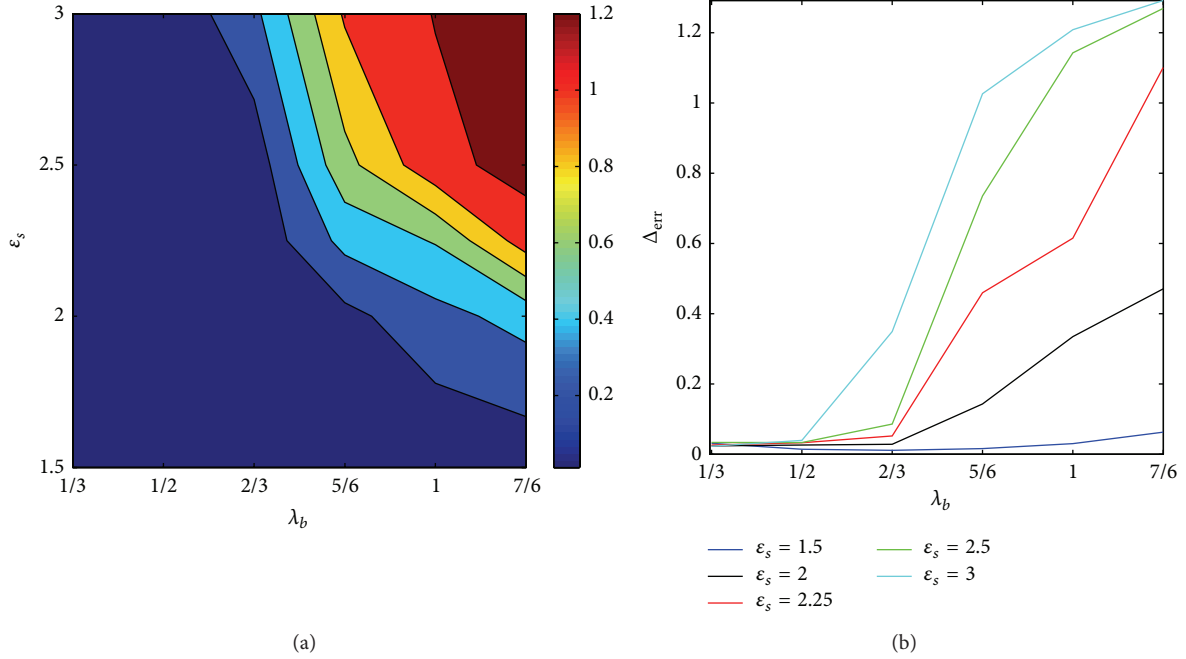 3
2.5
2
1.5
ε_s
1/3 1/2 2/3 5/6 1 7/6
λ_b
1.2
1
0.8
0.6
0.4
0.2
(a)
1.2
1
0.8
0.6
0.4
0.2
0
Δ_err
1/3 1/2 2/3 5/6 1 7/6
λ_b
ε_s = 1.5
ε_s = 2
ε_s = 2.25
ε_s = 2.5
ε_s = 3
(b)